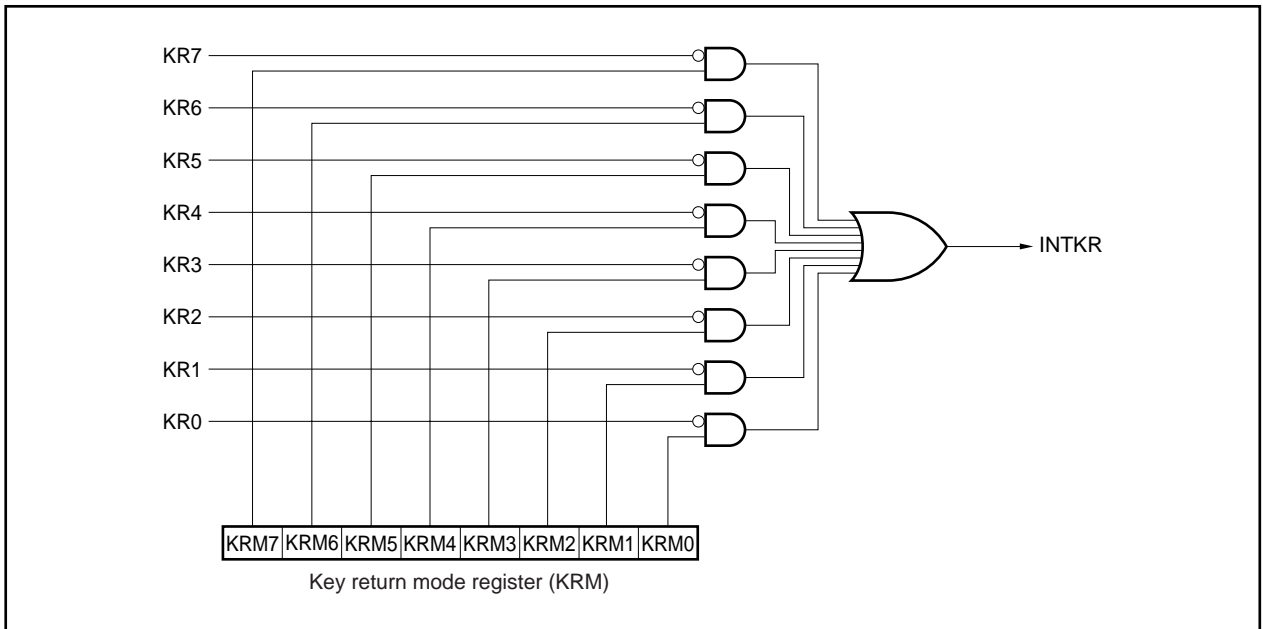 KR7
KR6
KR5
KR4
KR3
KR2
KR1
KR0
INTKR
KRM7 KRM6 KRM5 KRM4 KRM3 KRM2 KRM1 KRM0
Key return mode register (KRM)